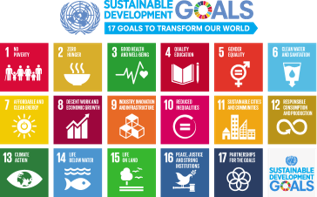 SUSTAINABLE
DEVELOPMENT GOALS
17 GOALS TO TRANSFORM OUR WORLD
1 NO POVERTY
2 ZERO HUNGER
3 GOOD HEALTH AND WELL-BEING
4 QUALITY EDUCATION
5 GENDER EQUALITY
6 CLEAN WATER AND SANITATION
7 AFFORDABLE AND CLEAN ENERGY
8 DECENT WORK AND ECONOMIC GROWTH
9 INDUSTRY, INNOVATION AND INFRASTRUCTURE
10 REDUCED INEQUALITIES
11 SUSTAINABLE CITIES AND COMMUNITIES
12 RESPONSIBLE CONSUMPTION AND PRODUCTION
13 CLIMATE ACTION
14 LIFE BELOW WATER
15 LIFE ON LAND
16 PEACE, JUSTICE AND STRONG INSTITUTIONS
17 PARTNERSHIPS FOR THE GOALS
SUSTAINABLE
DEVELOPMENT
GOALS